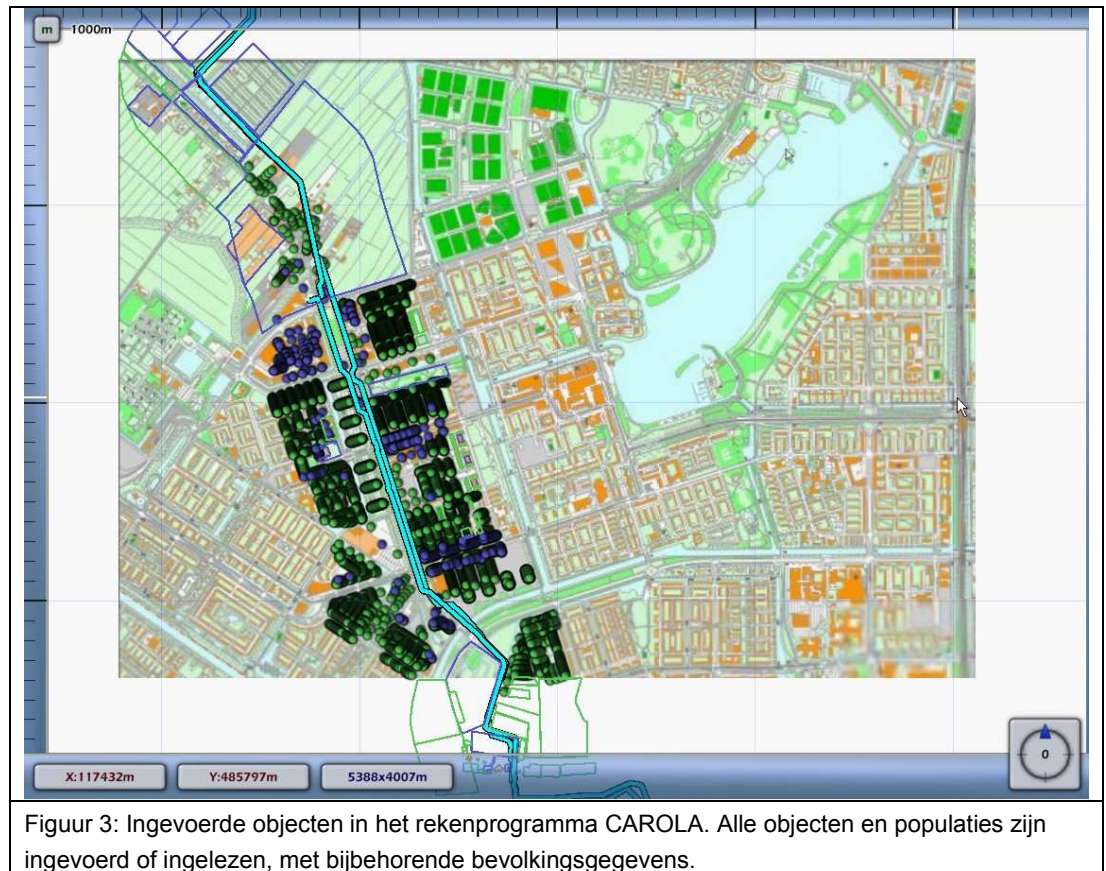 m
1000m
X:117432m
Y:485797m
5388x4007m
0
Figuur 3: Ingevoerde objecten in het rekenprogramma CAROLA. Alle objecten en populaties zijn
ingevoerd of ingelezen, met bijbehorende bevolkingsgegevens.